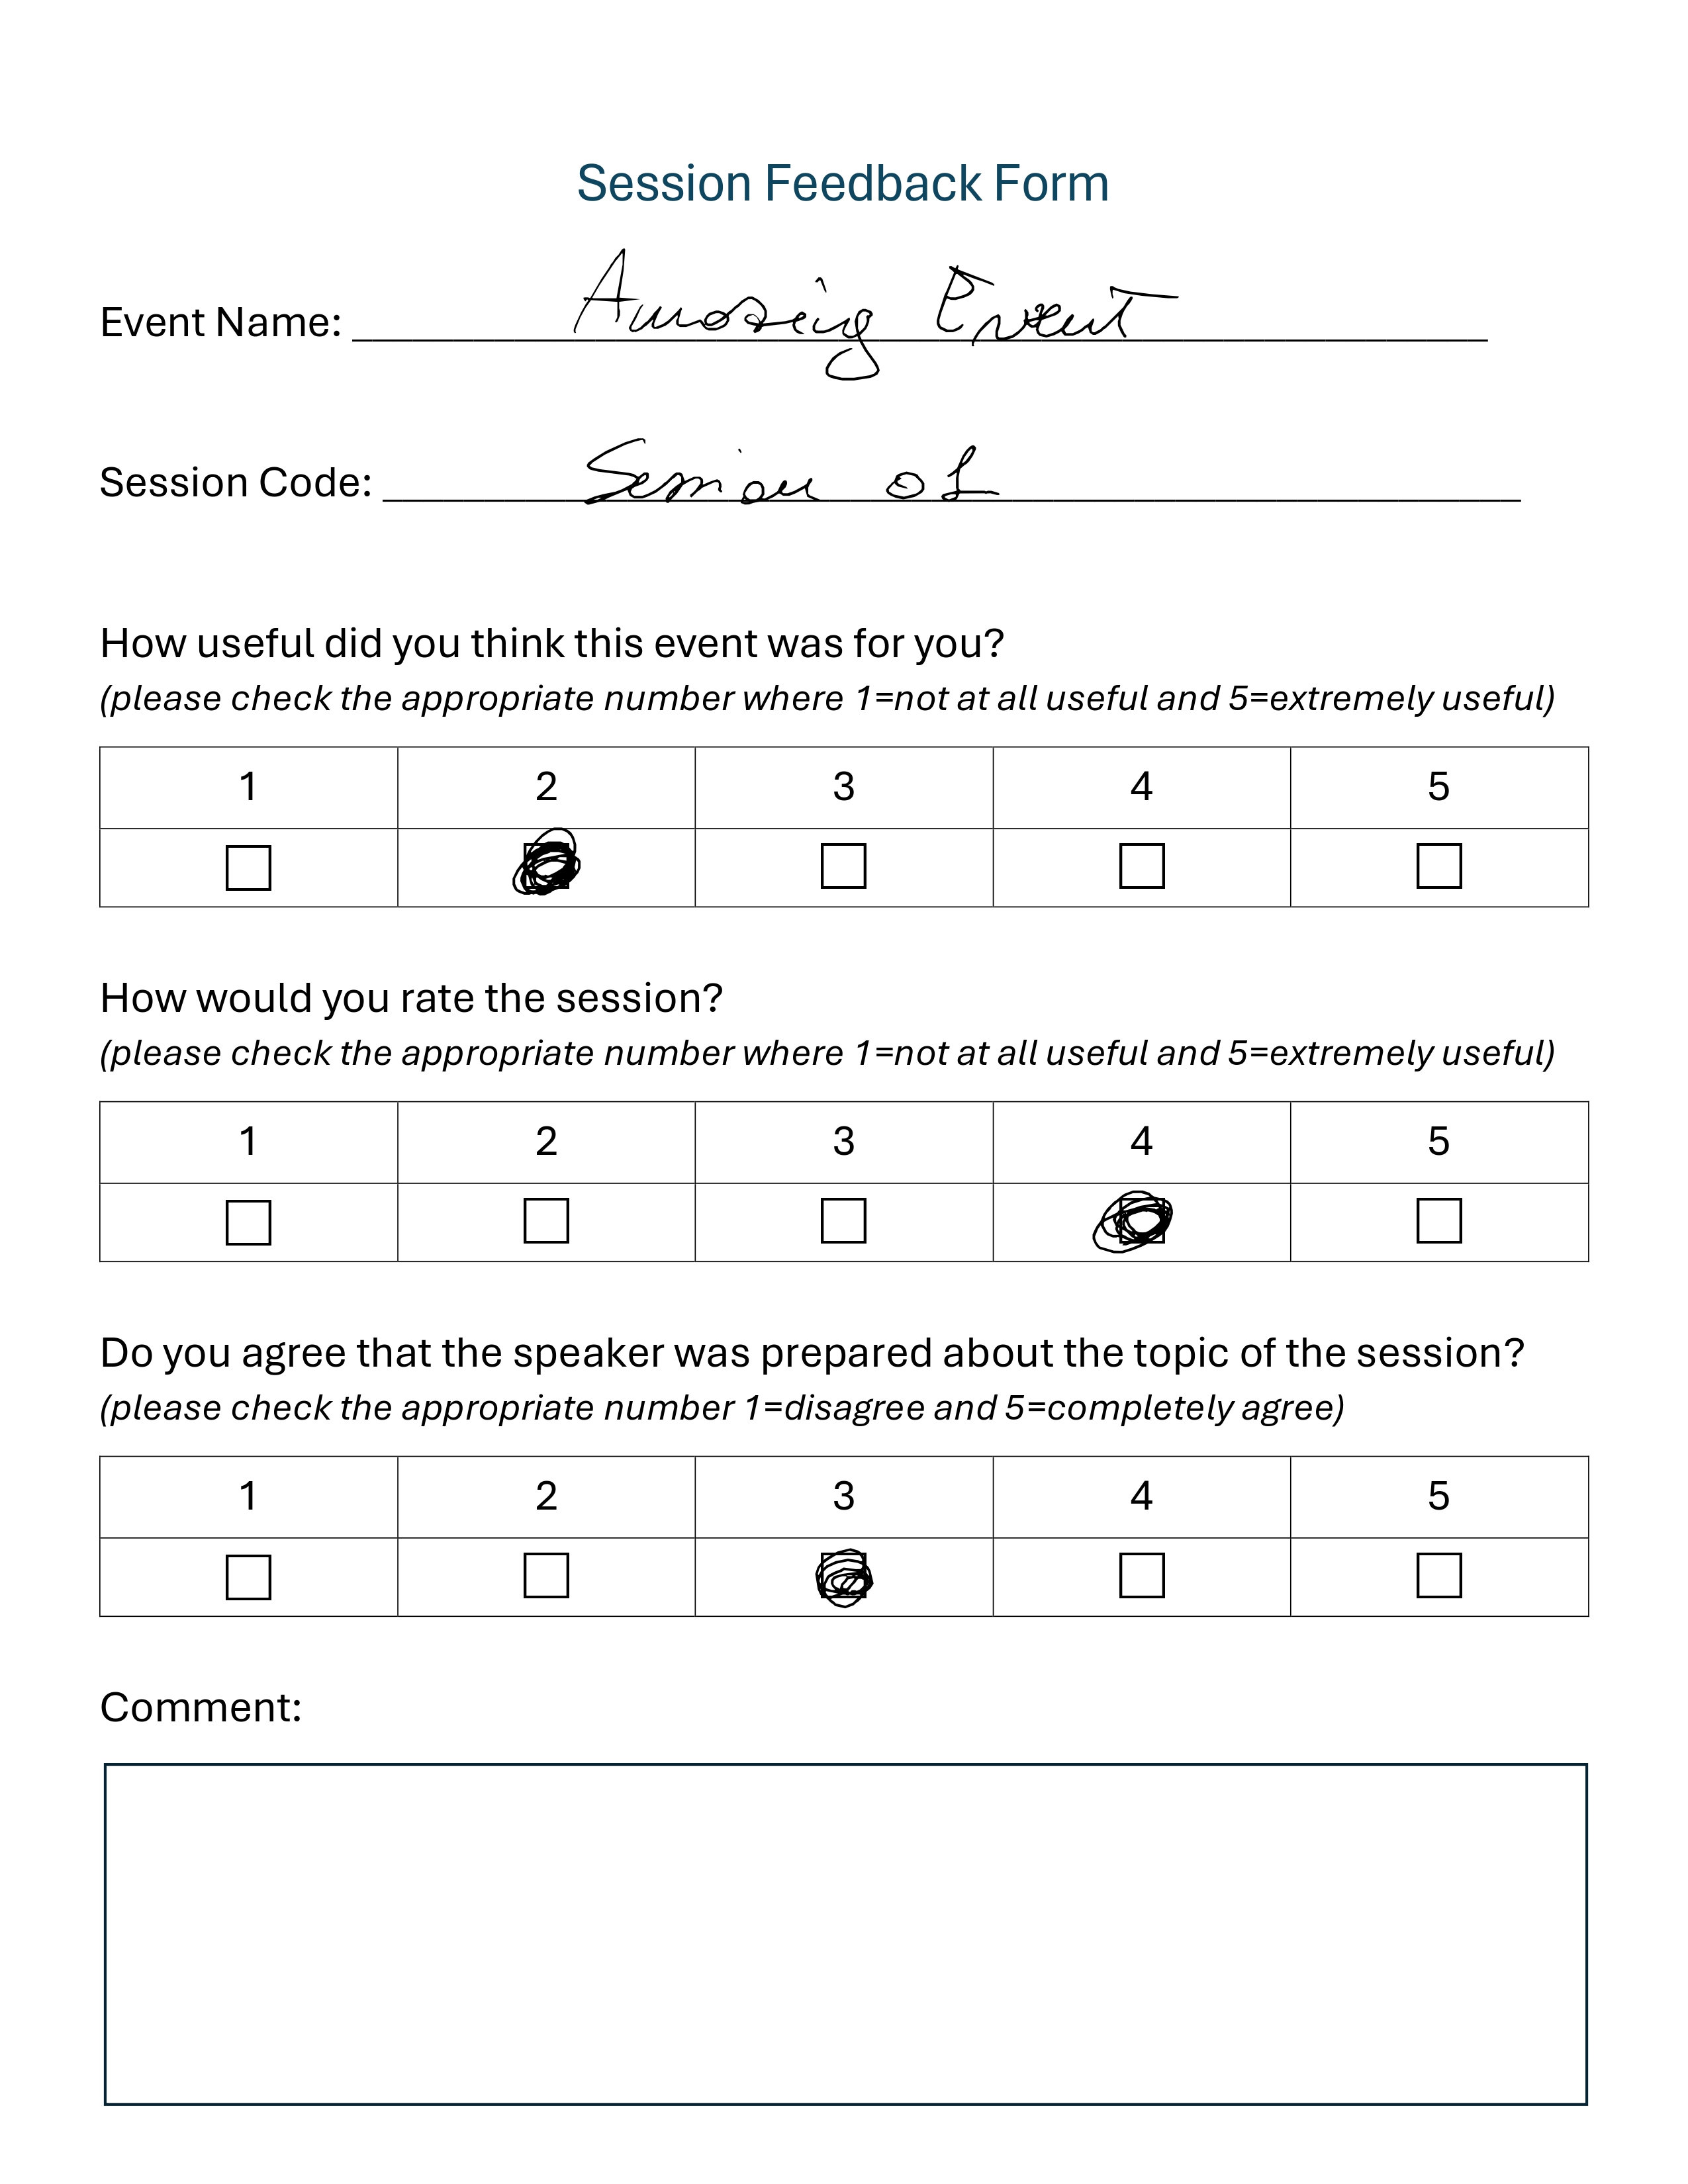 Session Feedback Form
Event Name: Amazing Event
Session Code: Session 01
How useful did you think this event was for you?
(please check the appropriate number where 1=not at all useful and 5=extremely useful)
1 2 3 4 5
How would you rate the session?
(please check the appropriate number where 1=not at all useful and 5=extremely useful)
1 2 3 4 5
Do you agree that the speaker was prepared about the topic of the session?
(please check the appropriate number 1=disagree and 5=completely agree)
1 2 3 4 5
Comment: